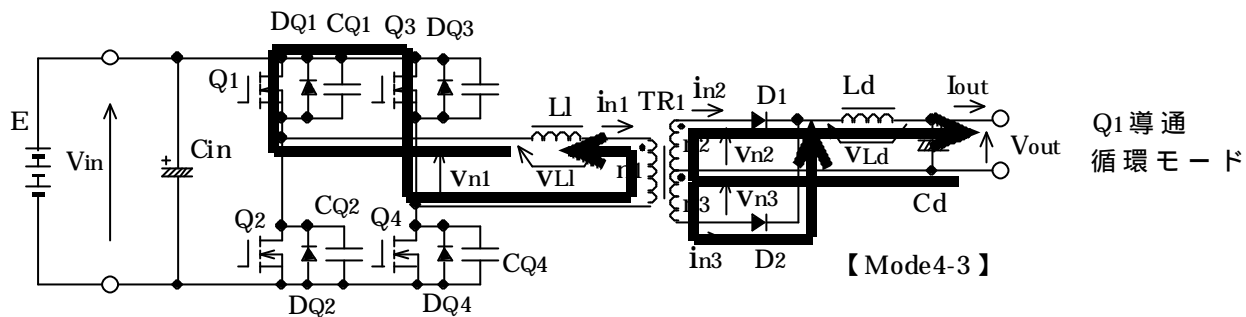 DQ1 CQ1 Q3 DQ3
Q1
E
Vin
+
Cin
Ll
in1
TR1
in2
D1
Ld
Iout
Vn1
VLl
n1
n2
Vn2
VLd
Vout
n3
Vn3
Cd
in3
D2
Q2
CQ2
Q4
CQ4
DQ2
DQ4
【Mode4-3】
Q1導通
循環モード